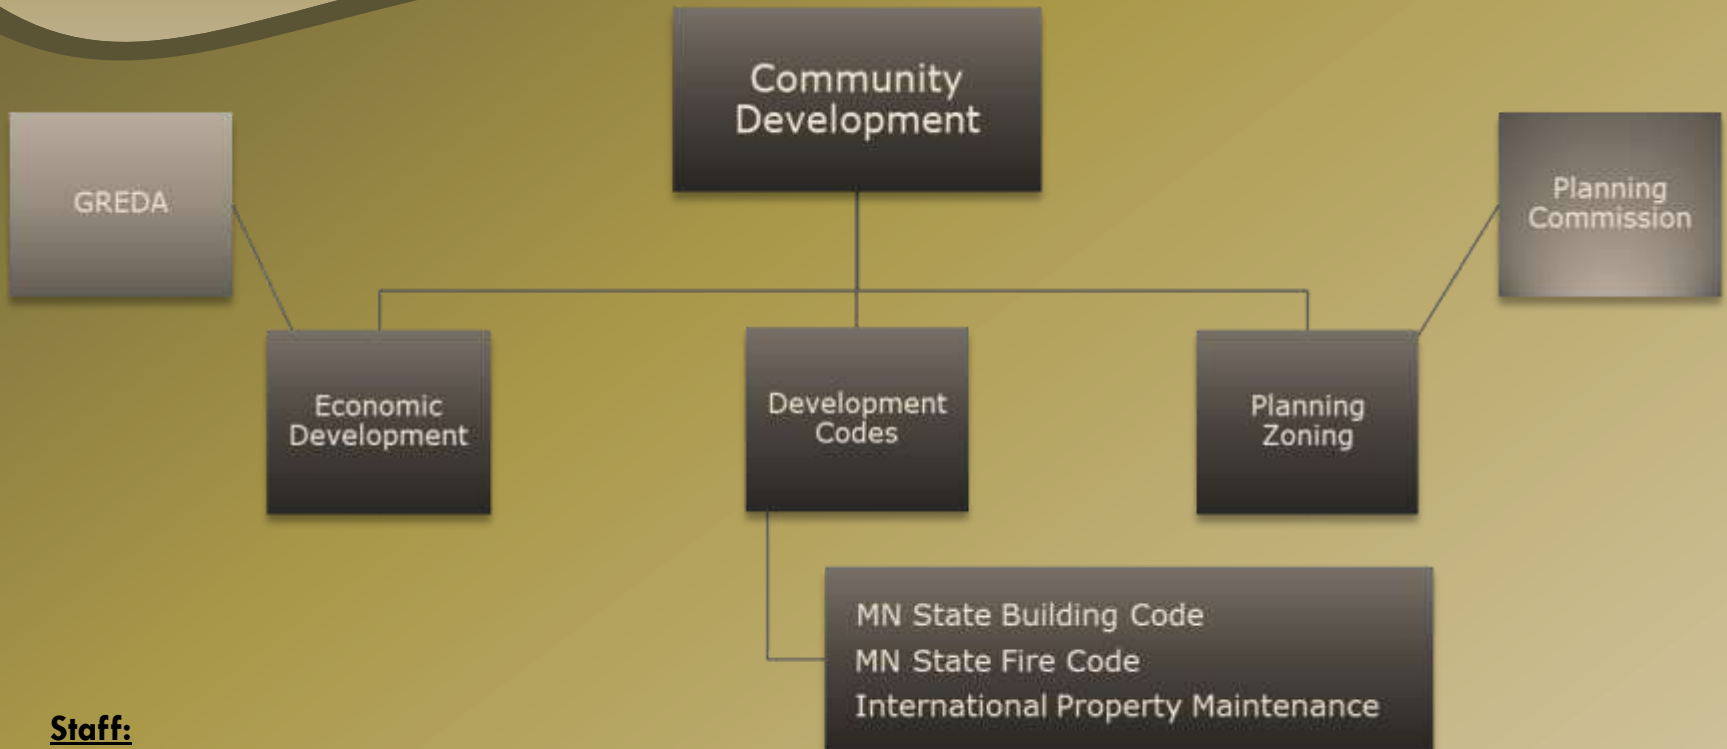 Community
Development
GREDA
Planning
Commission
Economic
Development
Development
Codes
Planning
Zoning
MN State Building Code
MN State Fire Code
International Property Maintenance
Staff: